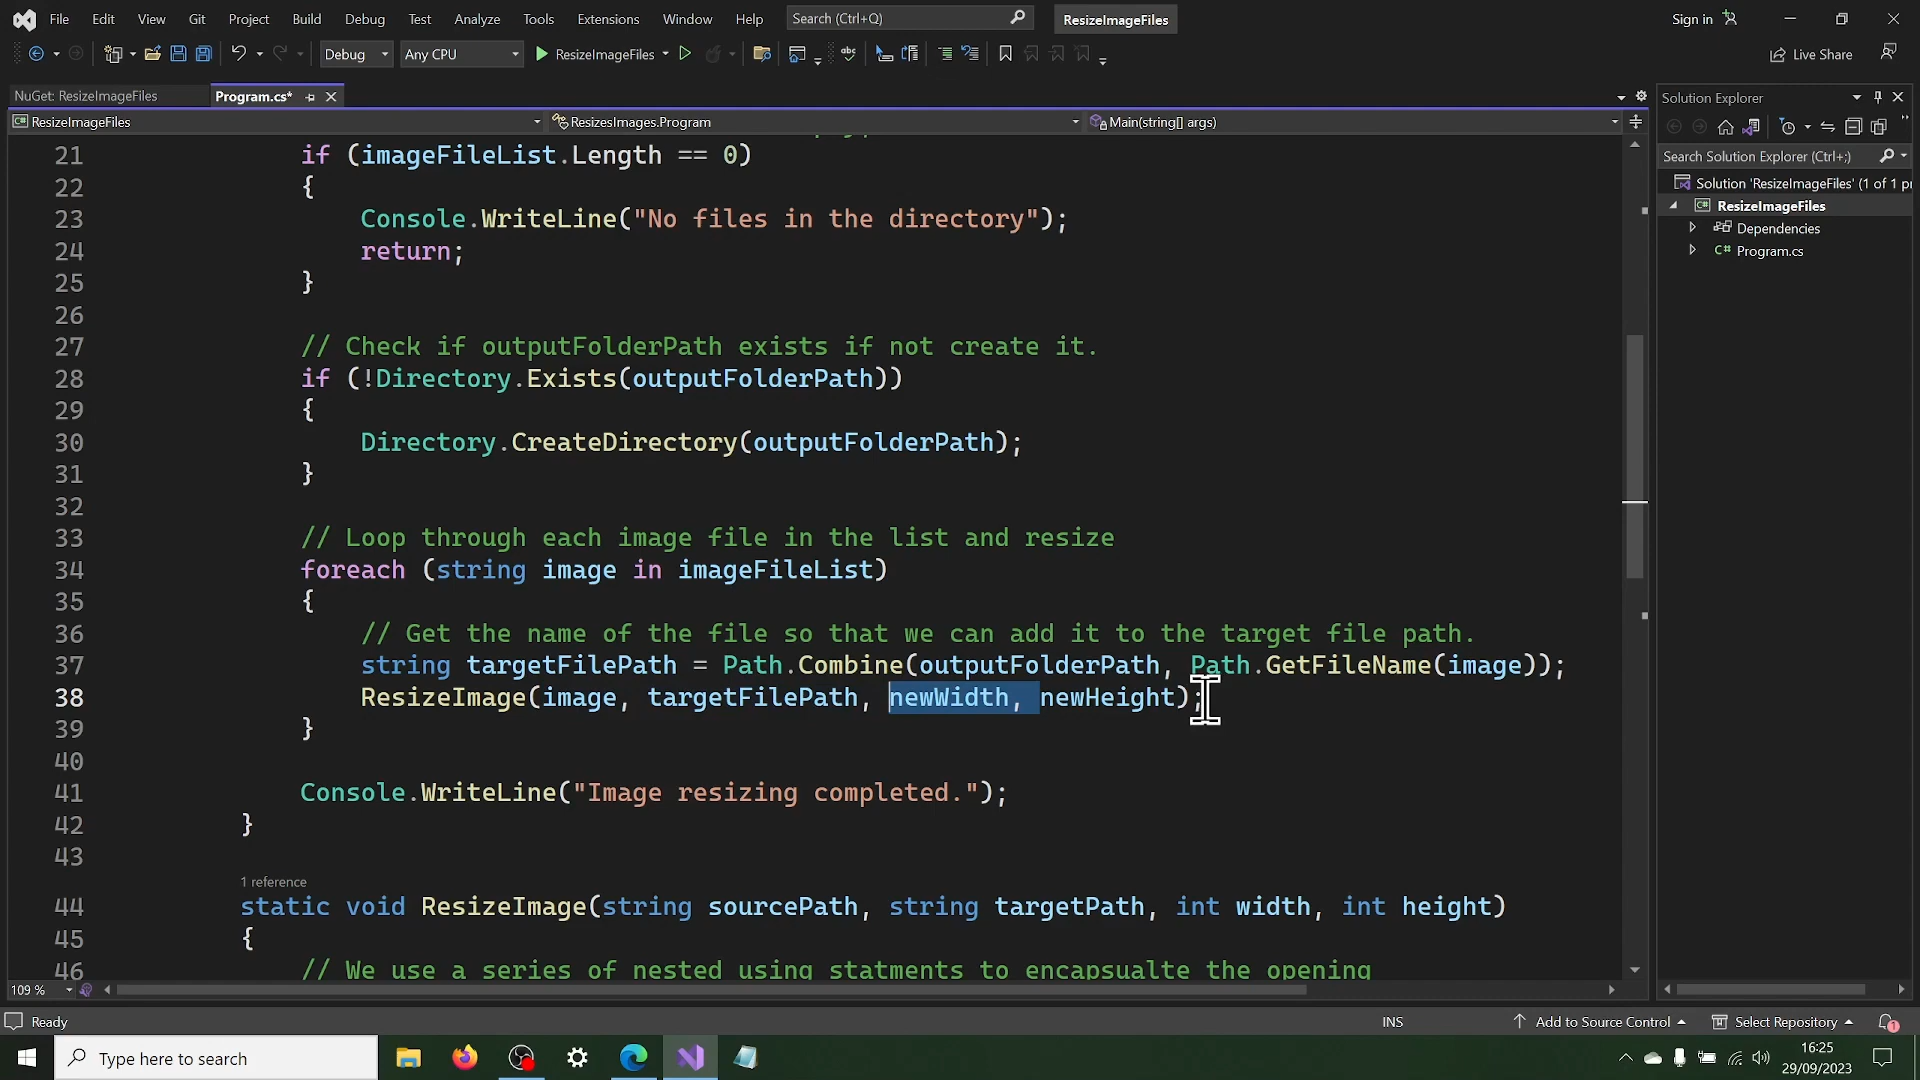 File Edit View Git Project Build Debug Test Analyze Tools Extensions Window Help Search (Ctrl+Q) ResizeImageFiles Sign in
Debug Any CPU ResizeImageFiles Live Share
NuGet: ResizeImageFiles Program.cs* Solution Explorer
ResizeImageFiles ResizesImages.Program Main(string[] args)
Search Solution Explorer (Ctrl+;)
Solution 'ResizeImageFiles' (1 of 1 pr
ResizeImageFiles
Dependencies
Program.cs
21 if (imageFileList.Length == 0)
22 {
23 Console.WriteLine("No files in the directory");
24 return;
25 }
26
27 // Check if outputFolderPath exists if not create it.
28 if (!Directory.Exists(outputFolderPath))
29 {
30 Directory.CreateDirectory(outputFolderPath);
31 }
32
33 // Loop through each image file in the list and resize
34 foreach (string image in imageFileList)
35 {
36 // Get the name of the file so that we can add it to the target file path.
37 string targetFilePath = Path.Combine(outputFolderPath, Path.GetFileName(image));
38 ResizeImage(image, targetFilePath, newWidth, newHeight);
39 }
40
41 Console.WriteLine("Image resizing completed.");
42 }
43
1 reference
44 static void ResizeImage(string sourcePath, string targetPath, int width, int height)
45 {
46 // We use a series of nested using statments to encapsualte the opening
109 %
Ready INS Add to Source Control Select Repository 1
Type here to search 16:25
29/09/2023